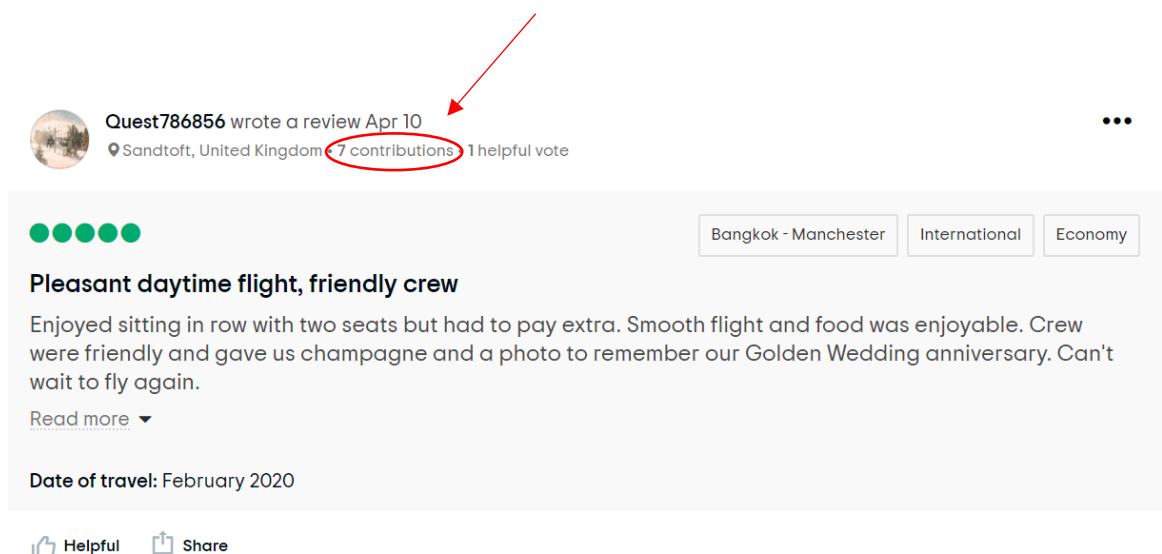 Quest786856 wrote a review Apr 10
Sandtoft, United Kingdom • 7 contributions • 1 helpful vote
Bangkok - Manchester International Economy
Pleasant daytime flight, friendly crew
Enjoyed sitting in row with two seats but had to pay extra. Smooth flight and food was enjoyable. Crew
were friendly and gave us champagne and a photo to remember our Golden Wedding anniversary. Can't
wait to fly again.
Read more
Date of travel: February 2020
Helpful Share